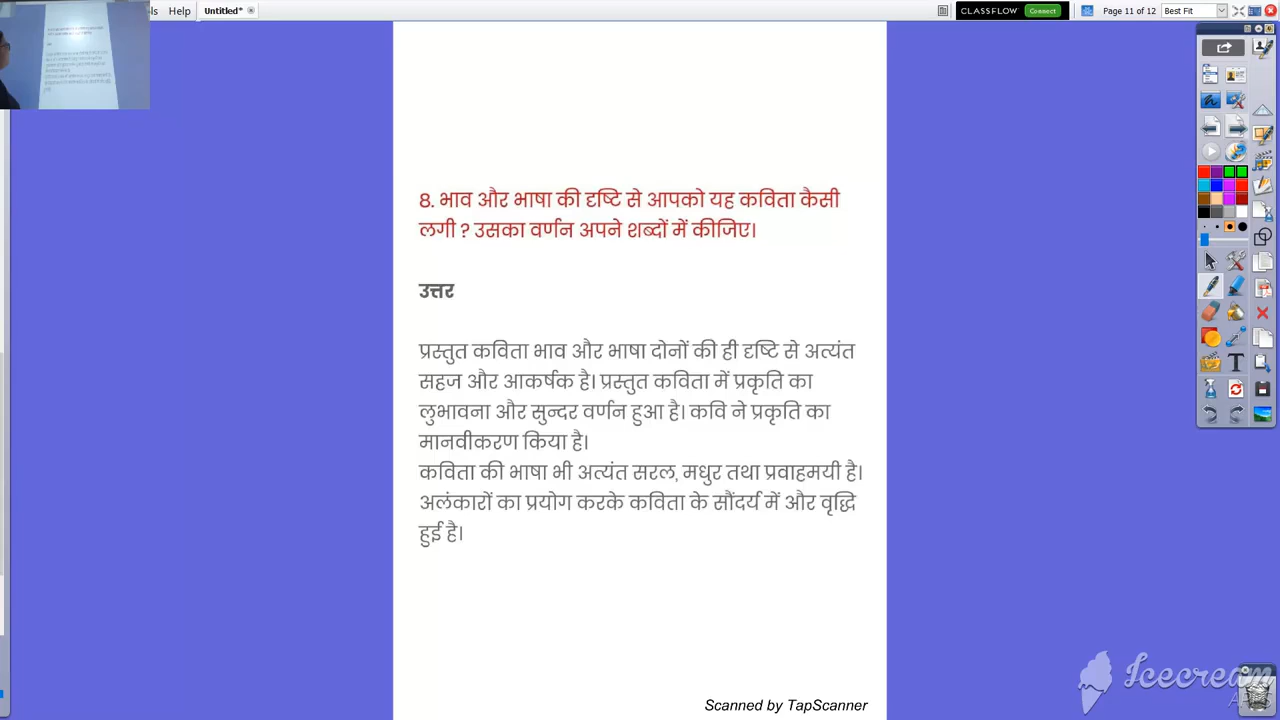 ols Help Untitled*
CLASSFLOW Connect Page 11 of 12 Best Fit
8. भाव और भाषा की दृष्टि से आपको यह कविता कैसी
लगी ? उसका वर्णन अपने शब्दों में कीजिए।
उत्तर
प्रस्तुत कविता भाव और भाषा दोनों की ही दृष्टि से अत्यंत
सहज और आकर्षक है। प्रस्तुत कविता में प्रकृति का
लुभावना और सुन्दर वर्णन हुआ है। कवि ने प्रकृति का
मानवीकरण किया है।
कविता की भाषा भी अत्यंत सरल, मधुर तथा प्रवाहमयी है।
अलंकारों का प्रयोग करके कविता के सौंदर्य में और वृद्धि
हुई है।
Icecream
APPS
Scanned by TapScanner